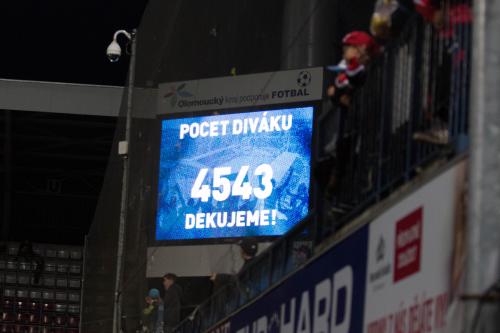 Olomoucký kraj podporuje FOTBAL
POCET DIVÁKU
4543
DĚKUJEME!